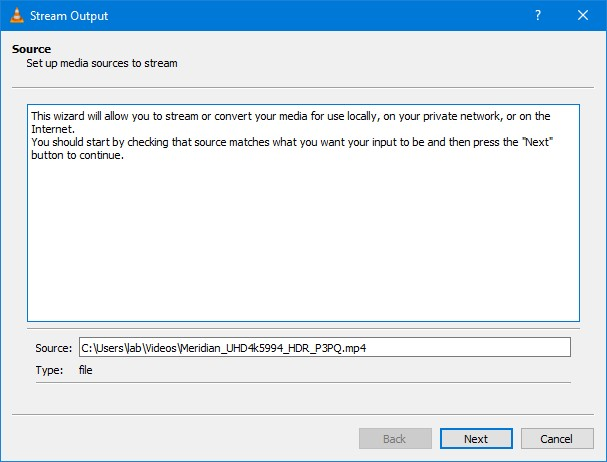 Stream Output
?
Source
Set up media sources to stream
This wizard will allow you to stream or convert your media for use locally, on your private network, or on the
Internet.
You should start by checking that source matches what you want your input to be and then press the "Next"
button to continue.
Source: C:\Users\lab\Videos\Meridian_UHD4k5994_HDR_P3PQ.mp4
Type: file
Back Next Cancel